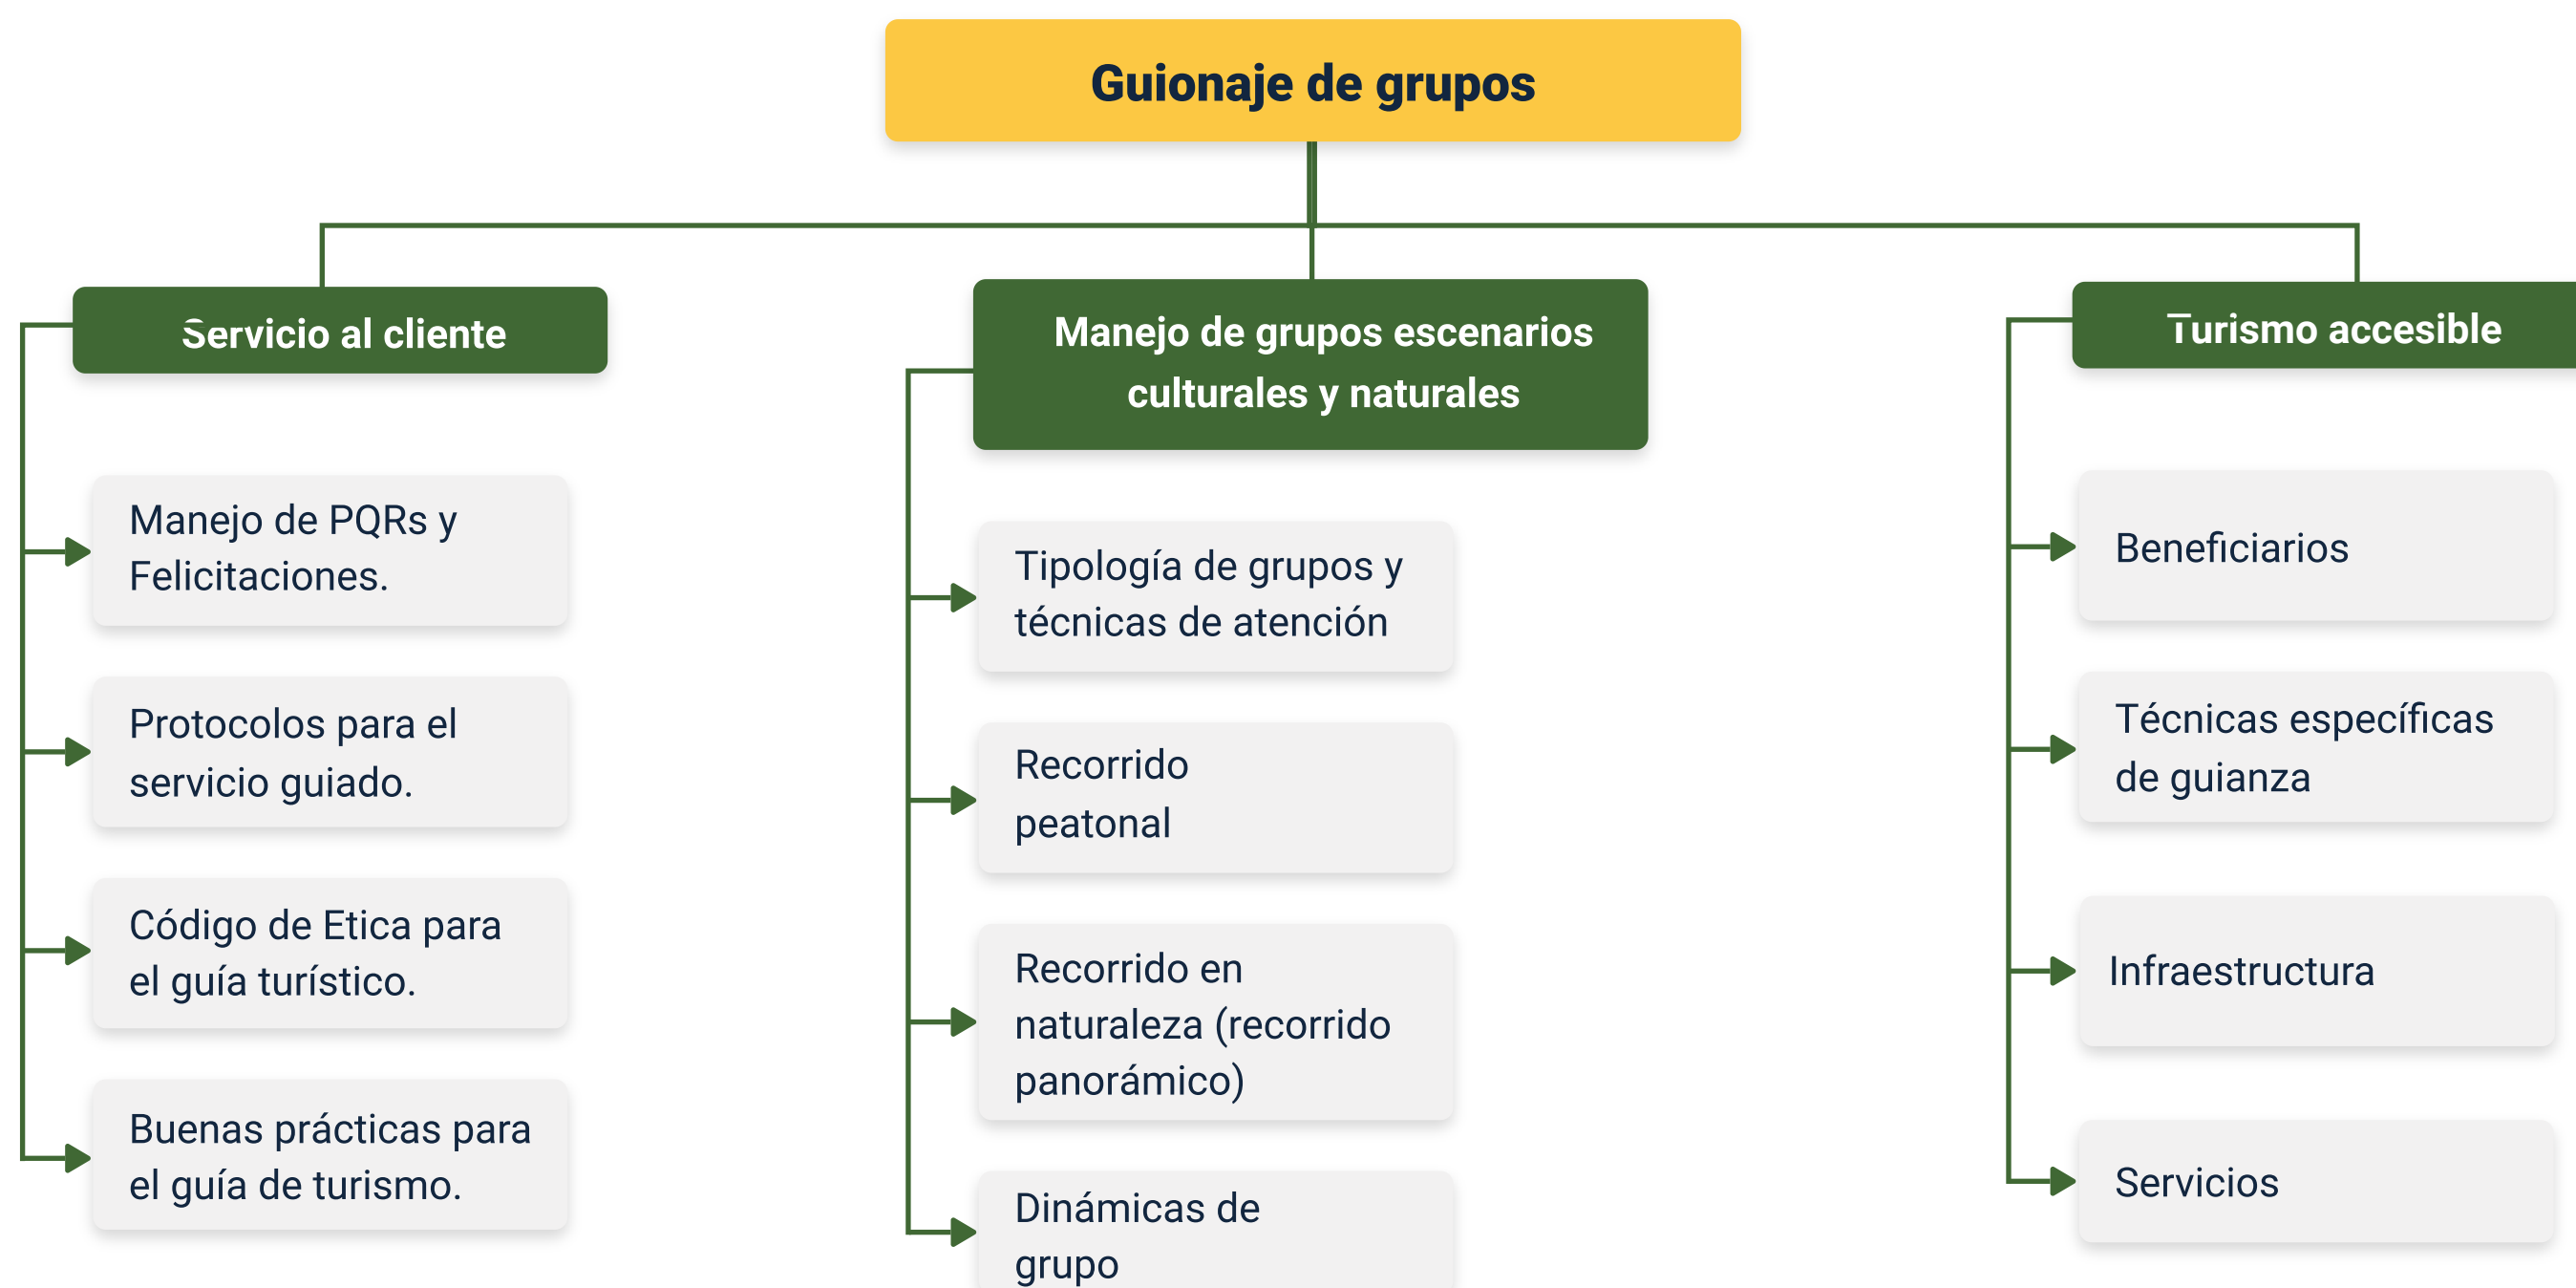 Guionaje de grupos
Servicio al cliente
Manejo de PQRs y
Felicitaciones.
Protocolos para el
servicio guiado.
Código de Etica para
el guía turístico.
Buenas prácticas para
el guía de turismo.
Manejo de grupos escenarios
culturales y naturales
Tipología de grupos y
técnicas de atención
Recorrido
peatonal
Recorrido en
naturaleza (recorrido
panorámico)
Dinámicas de
grupo
Turismo accesible
Beneficiarios
Técnicas específicas
de guianza
Infraestructura
Servicios